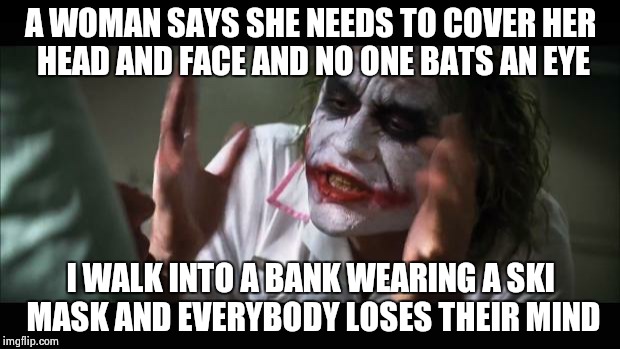 A WOMAN SAYS SHE NEEDS TO COVER HER
HEAD AND FACE AND NO ONE BATS AN EYE
I WALK INTO A BANK WEARING A SKI
MASK AND EVERYBODY LOSES THEIR MIND
imgflip.com